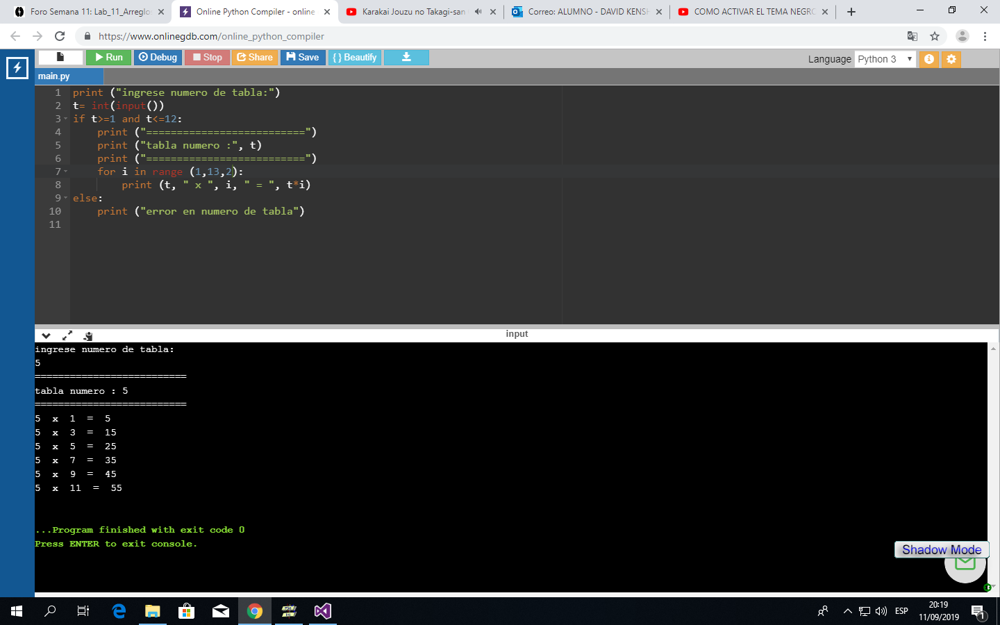 Foro Semana 11: Lab_11_Arreglo
Online Python Compiler - online
Karakai Jouzu no Takagi-san
Correo: ALUMNO - DAVID KENSH
COMO ACTIVAR EL TEMA NEGRO
https://www.onlinegdb.com/online_python_compiler
Run Debug Stop Share Save { } Beautify
Language Python 3
main.py
1 print ("ingrese numero de tabla:")
2 t= int(input())
3 if t>=1 and t<=12:
4 print ("==========================")
5 print ("tabla numero :", t)
6 print ("==========================")
7 for i in range (1,13,2):
8 print (t, " x ", i, " = ", t*i)
9 else:
10 print ("error en numero de tabla")
11
input
ingrese numero de tabla:
5
==========================
tabla numero : 5
==========================
5  x  1  =  5
5  x  3  =  15
5  x  5  =  25
5  x  7  =  35
5  x  9  =  45
5  x  11  =  55
...Program finished with exit code 0
Press ENTER to exit console.
Shadow Mode
ESP
20:19
11/09/2019
1